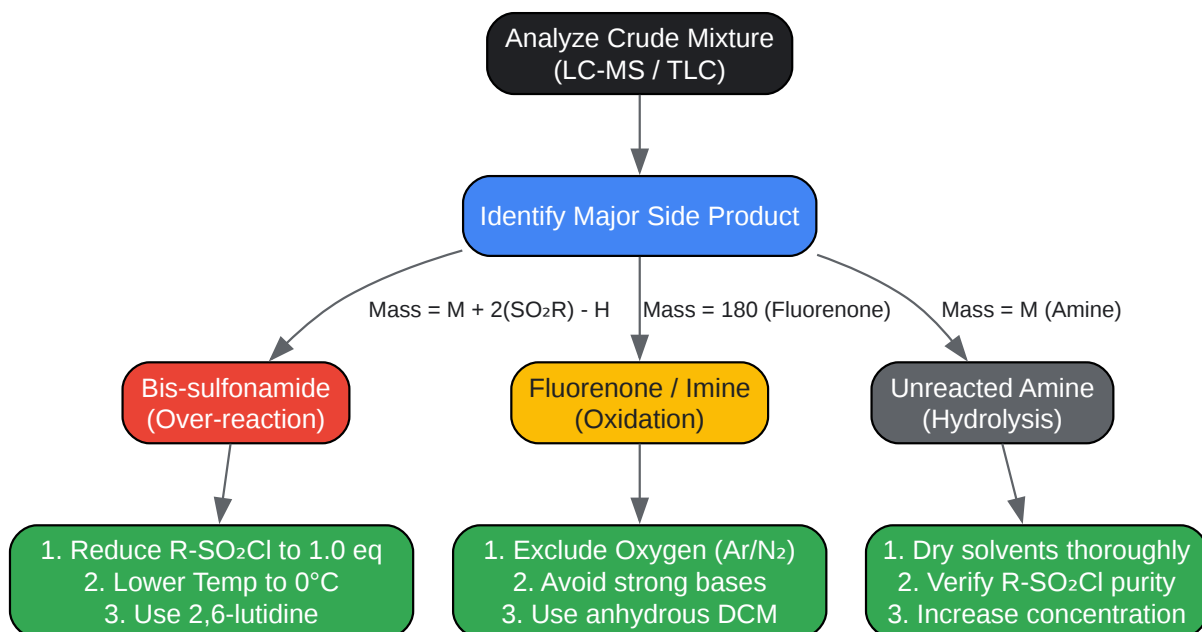 Analyze Crude Mixture
(LC-MS / TLC)
Identify Major Side Product
Mass = M + 2(SO₂R) - H
Mass = 180 (Fluorenone)
Mass = M (Amine)
Bis-sulfonamide
(Over-reaction)
Fluorenone / Imine
(Oxidation)
Unreacted Amine
(Hydrolysis)
1. Reduce R-SO₂Cl to 1.0 eq
2. Lower Temp to 0°C
3. Use 2,6-lutidine
1. Exclude Oxygen (Ar/N₂)
2. Avoid strong bases
3. Use anhydrous DCM
1. Dry solvents thoroughly
2. Verify R-SO₂Cl purity
3. Increase concentration